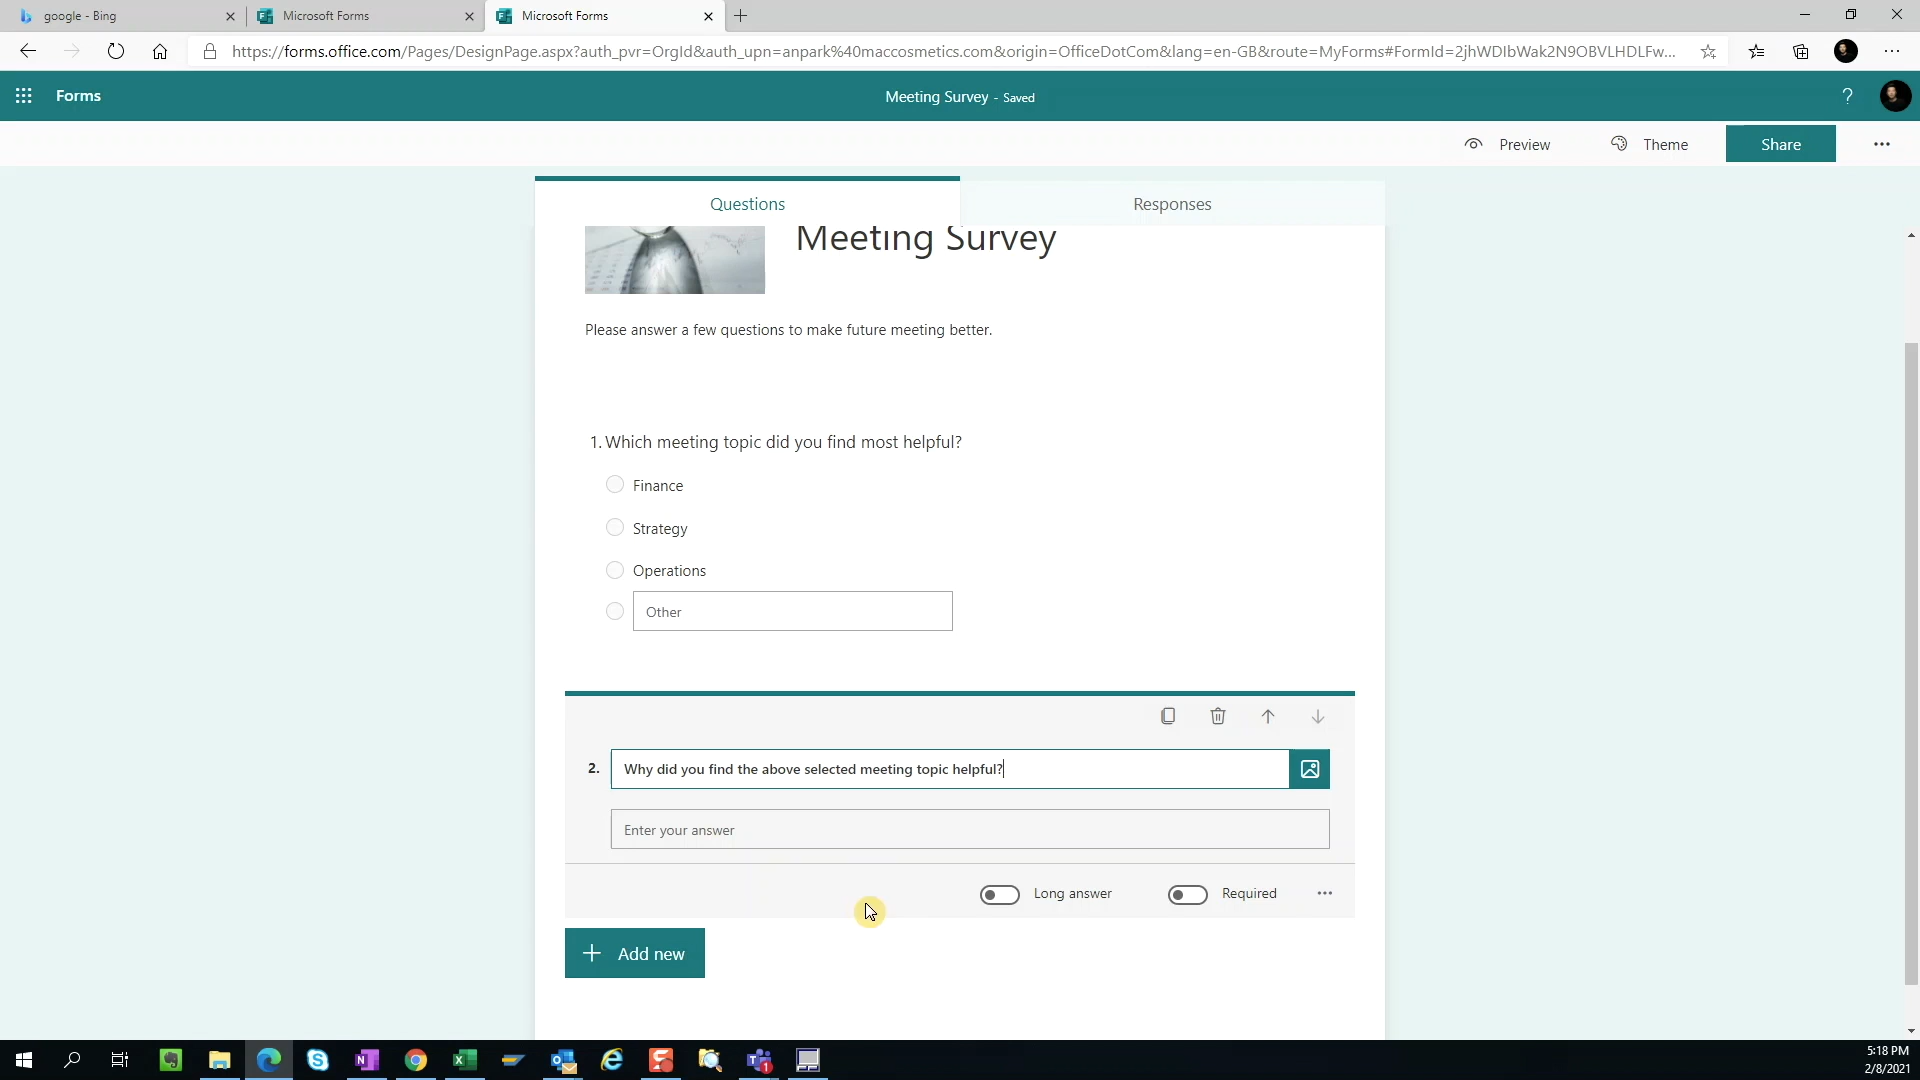 google - Bing
Microsoft Forms
Microsoft Forms
https://forms.office.com/Pages/DesignPage.aspx?auth_pvr=OrgId&auth_upn=anpark%40maccosmetics.com&origin=OfficeDotCom&lang=en-GB&route=MyForms#FormId=2jhWDIbWak2N9OBVLHDLFw...
Forms
Meeting Survey - Saved
?
Preview
Theme
Share
Questions
Responses
Meeting Survey
Please answer a few questions to make future meeting better.
1. Which meeting topic did you find most helpful?
Finance
Strategy
Operations
Other
2. Why did you find the above selected meeting topic helpful?
Enter your answer
Long answer
Required
+ Add new
5:18 PM
2/8/2021